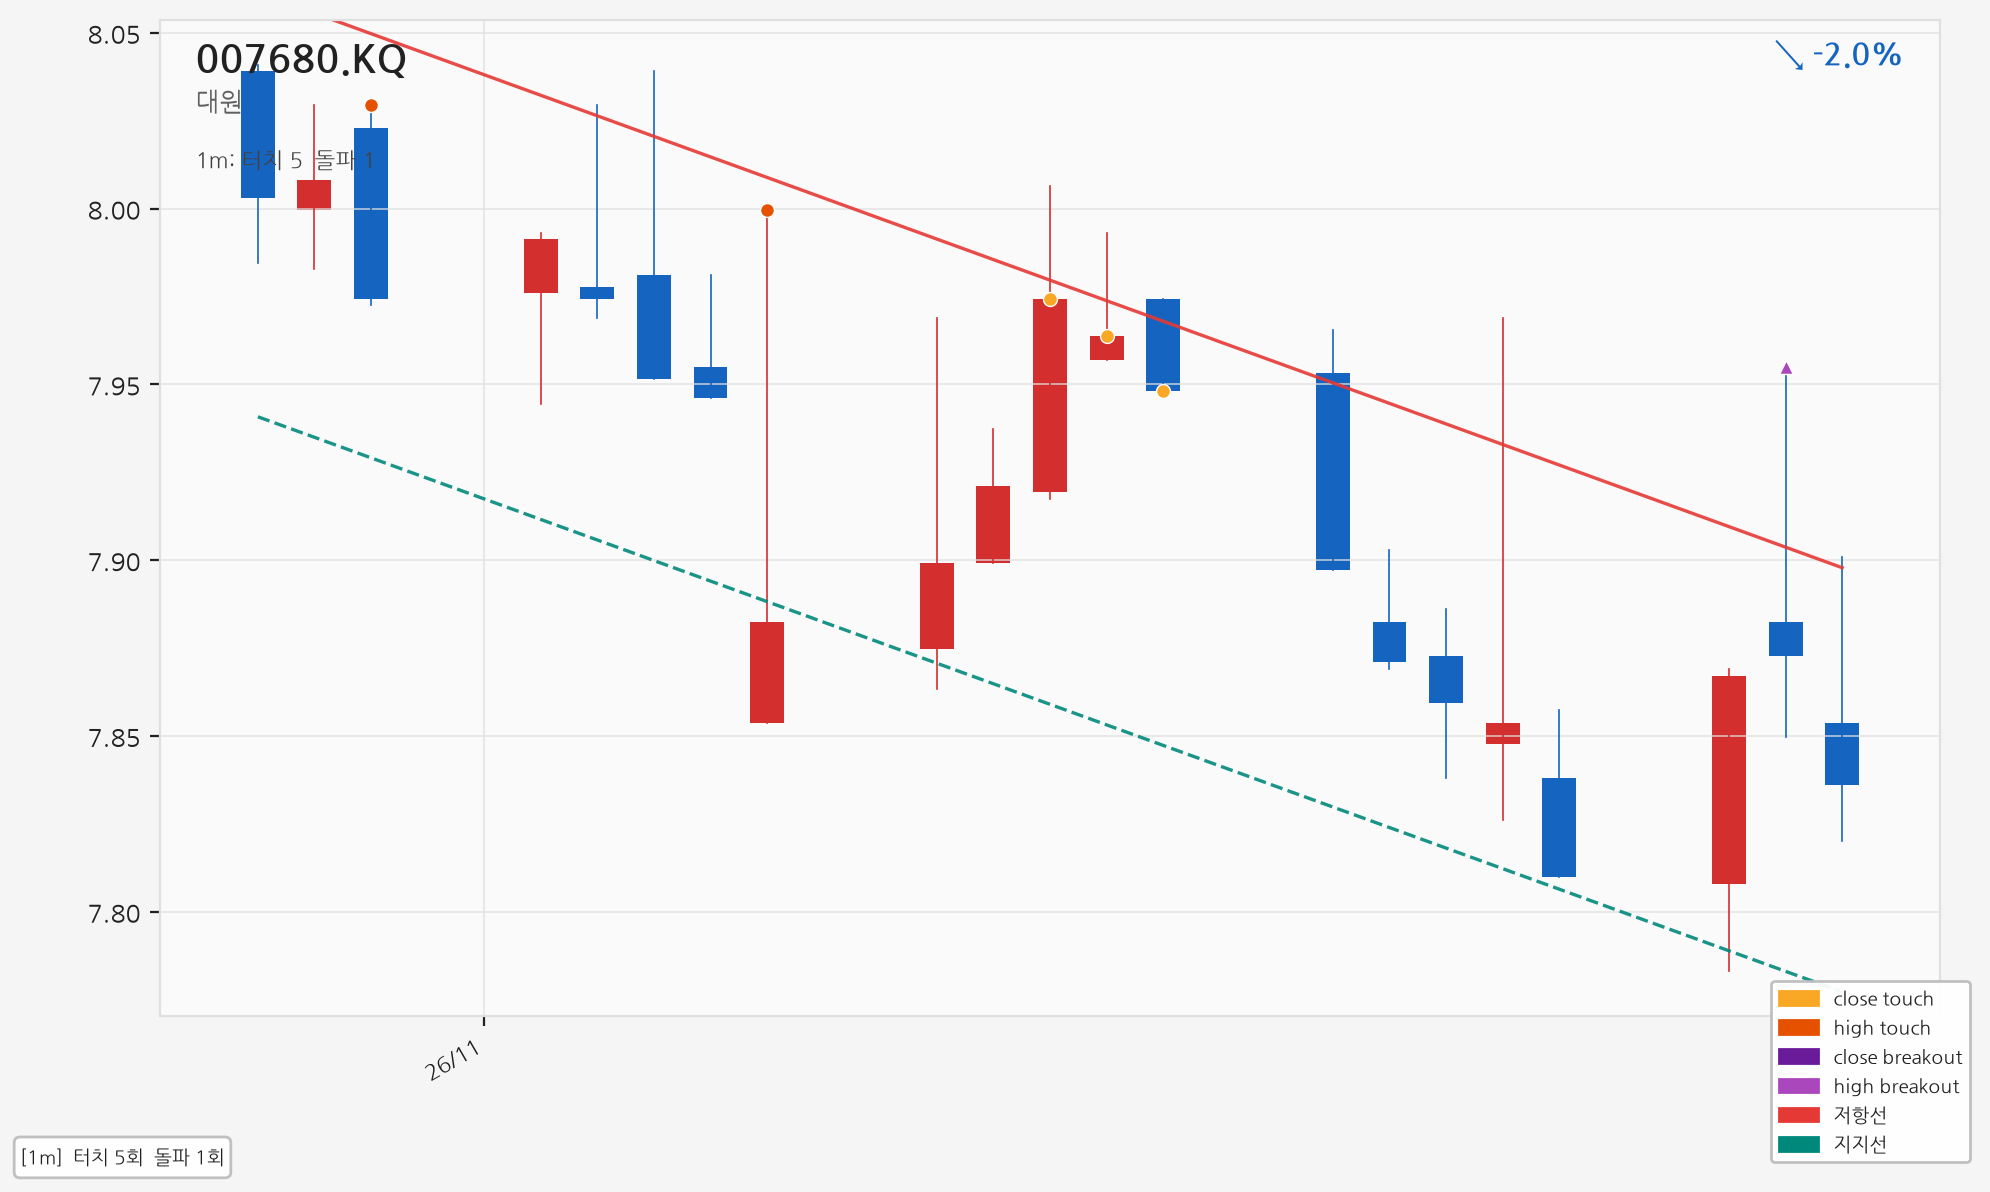 8.05
8.00
7.95
7.90
7.85
7.80
007680.KQ
대원
1m: 터치 5 돌파 1
-2.0%
26/11
close touch
high touch
close breakout
high breakout
저항선
지지선
[1m] 터치 5회 돌파 1회